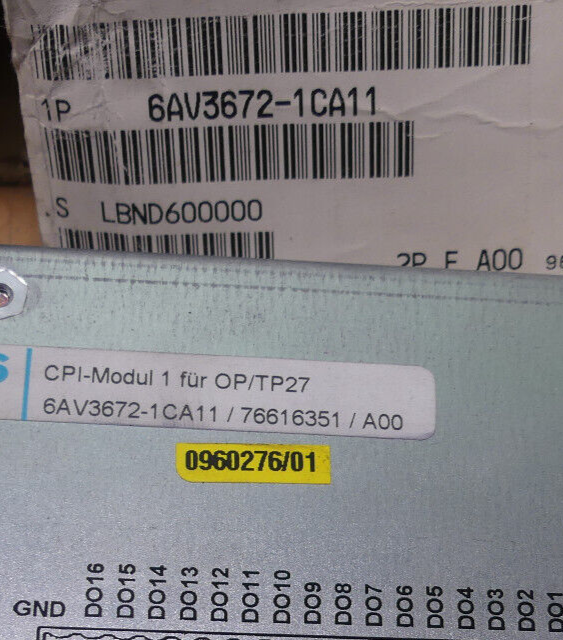 1P 6AV3672-1CA11
S LBND600000
2P E A00
S
CPI-Modul 1 für OP/TP27
6AV3672-1CA11 / 76616351 / A00
0960276/01
GND DO16 DO15 DO14 DO13 DO12 DO11 DO10 DO9 DO8 DO7 DO6 DO5 DO4 DO3 DO2 DO1